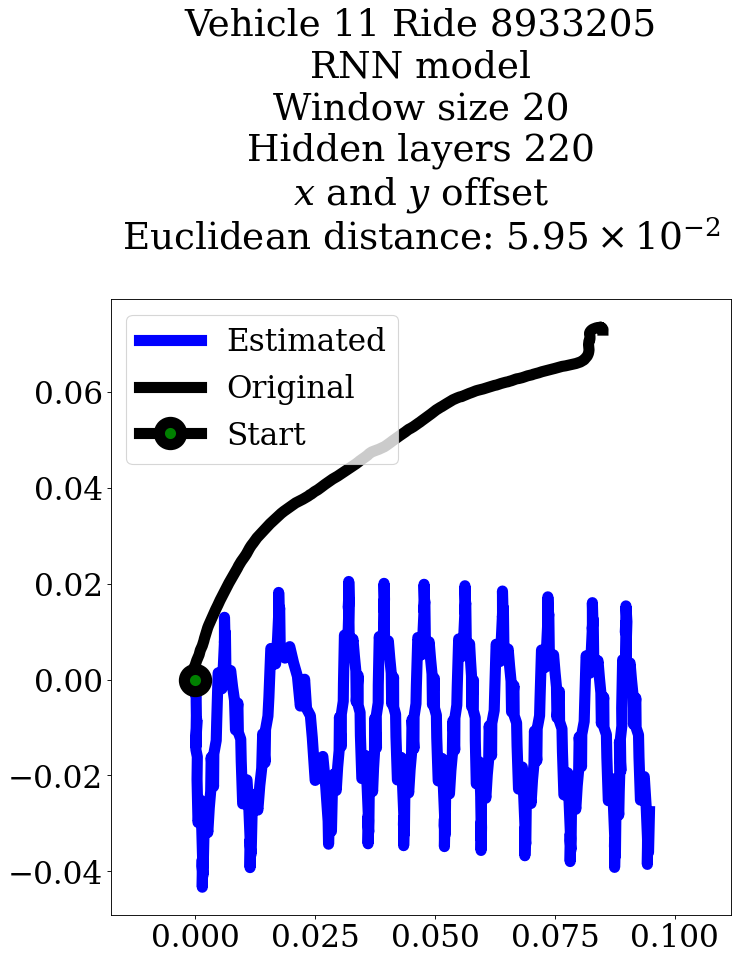 Vehicle 11 Ride 8933205
RNN model
Window size 20
Hidden layers 220
x and y offset
Euclidean distance: 5.95 × 10⁻²
Estimated
Original
Start
0.06
0.04
0.02
0.00
−0.02
−0.04
0.000 0.025 0.050 0.075 0.100